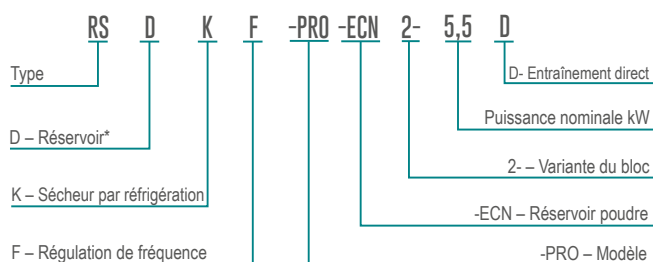 RS D K F -PRO -ECN 2- 5,5 D
Type
D- Entraînement direct
Puissance nominale kW
D – Réservoir*
2- – Variante du bloc
K – Sécheur par réfrigération
-ECN – Réservoir poudre
F – Régulation de fréquence
-PRO – Modèle